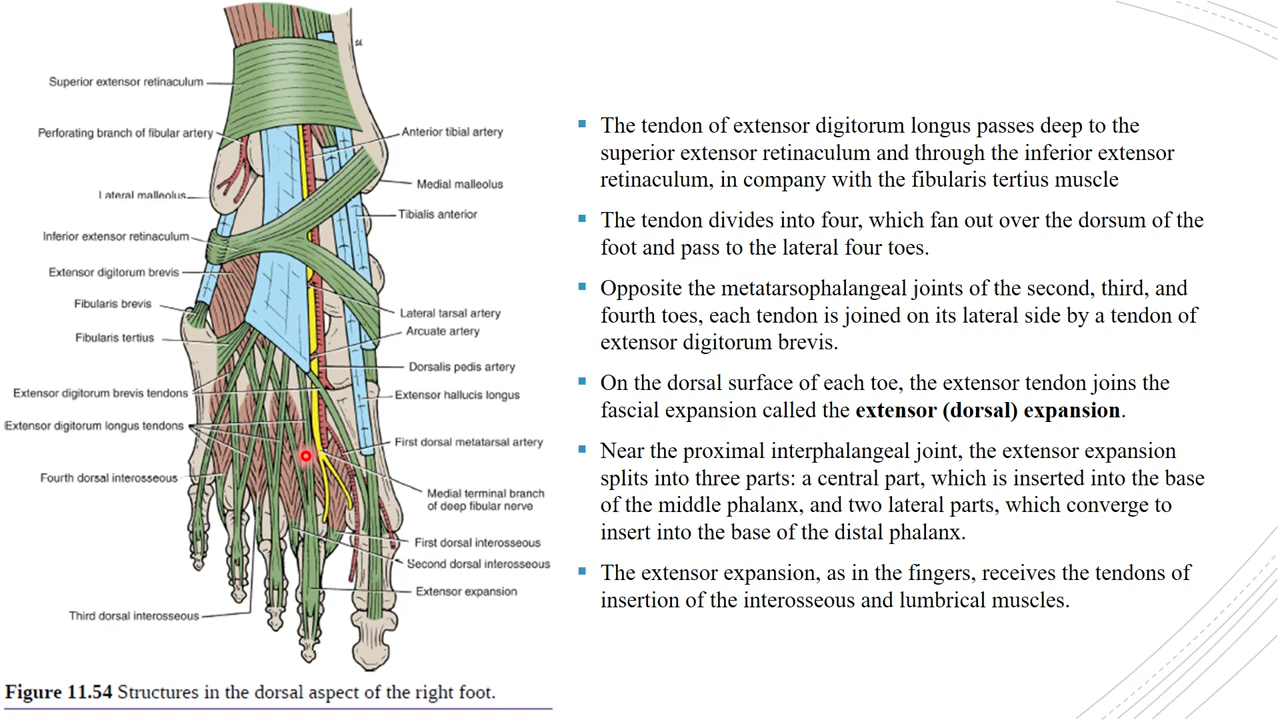 Superior extensor retinaculum
Perforating branch of fibular artery
Lateral malleolus
Inferior extensor retinaculum
Extensor digitorum brevis
Fibularis brevis
Fibularis tertius
Extensor digitorum brevis tendons
Extensor digitorum longus tendons
Fourth dorsal interosseous
Third dorsal interosseous
Anterior tibial artery
Medial malleolus
Tibialis anterior
Lateral tarsal artery
Arcuate artery
Dorsalis pedis artery
Extensor hallucis longus
First dorsal metatarsal artery
Medial terminal branch
of deep fibular nerve
First dorsal interosseous
Second dorsal interosseous
Extensor expansion
Figure 11.54 Structures in the dorsal aspect of the right foot.
▪ The tendon of extensor digitorum longus passes deep to the
superior extensor retinaculum and through the inferior extensor
retinaculum, in company with the fibularis tertius muscle
▪ The tendon divides into four, which fan out over the dorsum of the
foot and pass to the lateral four toes.
▪ Opposite the metatarsophalangeal joints of the second, third, and
fourth toes, each tendon is joined on its lateral side by a tendon of
extensor digitorum brevis.
▪ On the dorsal surface of each toe, the extensor tendon joins the
fascial expansion called the extensor (dorsal) expansion.
▪ Near the proximal interphalangeal joint, the extensor expansion
splits into three parts: a central part, which is inserted into the base
of the middle phalanx, and two lateral parts, which converge to
insert into the base of the distal phalanx.
▪ The extensor expansion, as in the fingers, receives the tendons of
insertion of the interosseous and lumbrical muscles.